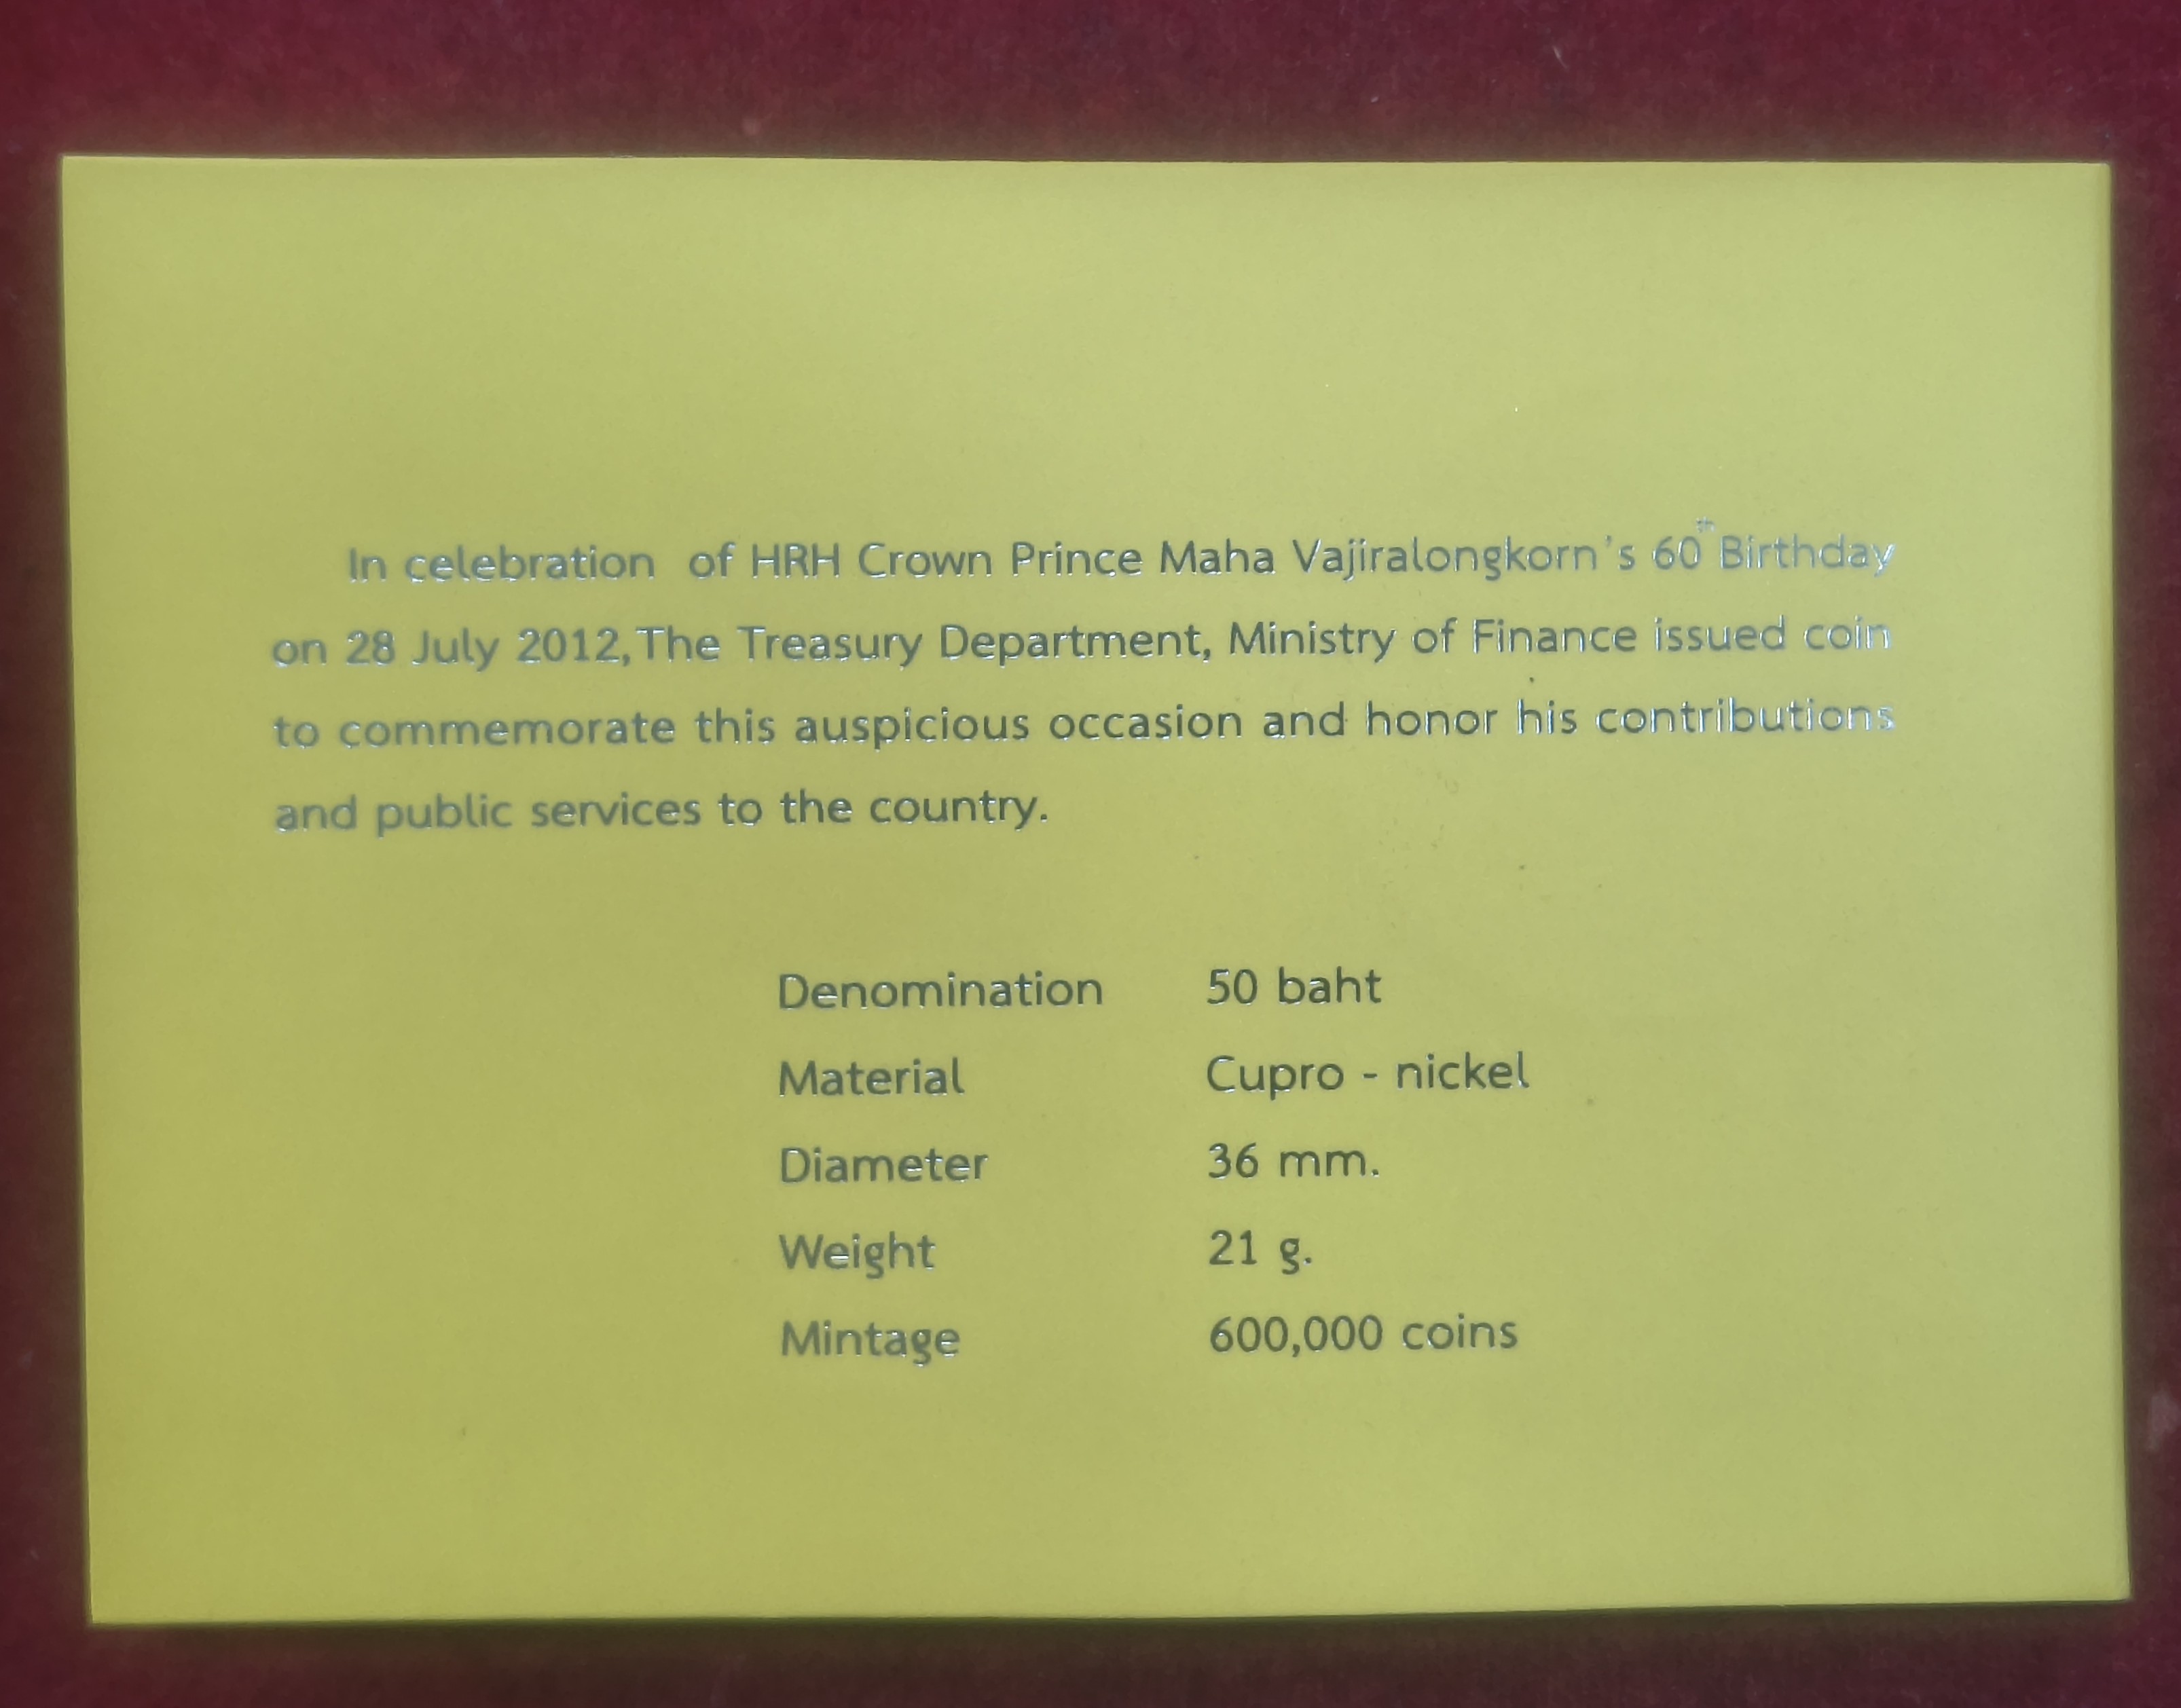 In celebration of HRH Crown Prince Maha Vajiralongkorn's 60th Birthday
on 28 July 2012,The Treasury Department, Ministry of Finance issued coin
to commemorate this auspicious occasion and honor his contributions
and public services to the country.
Denomination 50 baht
Material Cupro - nickel
Diameter 36 mm.
Weight 21 g.
Mintage 600,000 coins